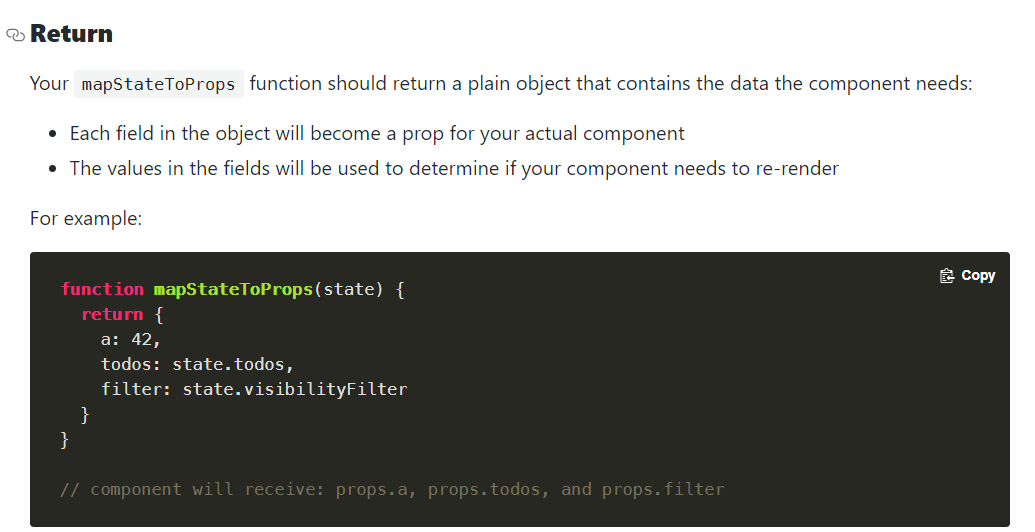 Return
Your mapStateToProps function should return a plain object that contains the data the component needs:
• Each field in the object will become a prop for your actual component
• The values in the fields will be used to determine if your component needs to re-render
For example:
Copy
function mapStateToProps(state) {
  return {
    a: 42,
    todos: state.todos,
    filter: state.visibilityFilter
  }
}
// component will receive: props.a, props.todos, and props.filter